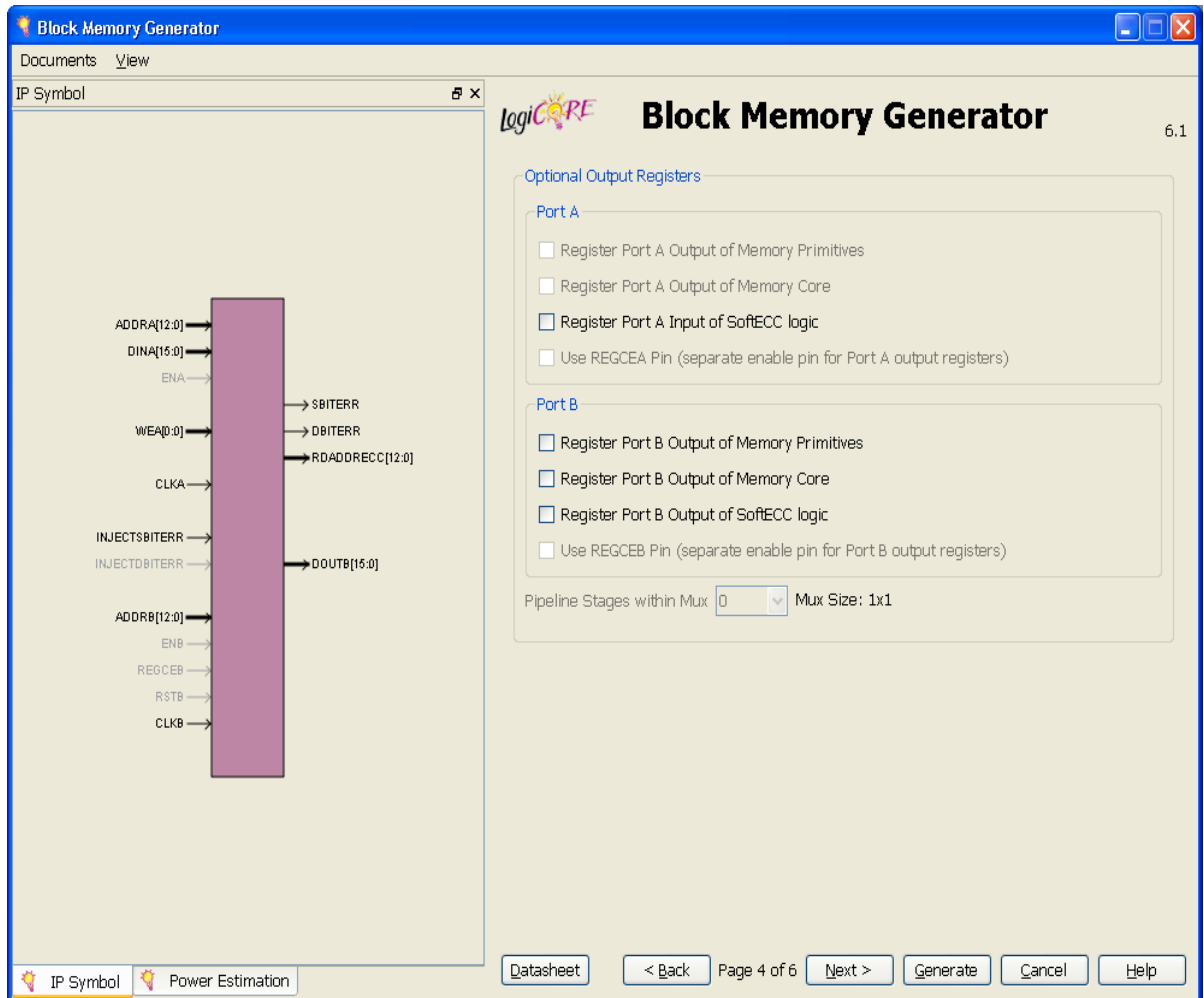 Block Memory Generator
Documents View
IP Symbol
LogiCORE
Block Memory Generator
6.1
ADDRA[12:0]
DINA[15:0]
ENA
WEA[0:0]
CLKA
INJECTSBITERR
INJECTDBITERR
ADDRB[12:0]
ENB
REGCEB
RSTB
CLKB
SBITERR
DBITERR
RDADDRECC[12:0]
DOUTB[15:0]
Optional Output Registers
Port A
Register Port A Output of Memory Primitives
Register Port A Output of Memory Core
Register Port A Input of SoftECC logic
Use REGCEA Pin (separate enable pin for Port A output registers)
Port B
Register Port B Output of Memory Primitives
Register Port B Output of Memory Core
Register Port B Output of SoftECC logic
Use REGCEB Pin (separate enable pin for Port B output registers)
Pipeline Stages within Mux 0 Mux Size: 1x1
IP Symbol Power Estimation
Datasheet < Back Page 4 of 6 Next > Generate Cancel Help